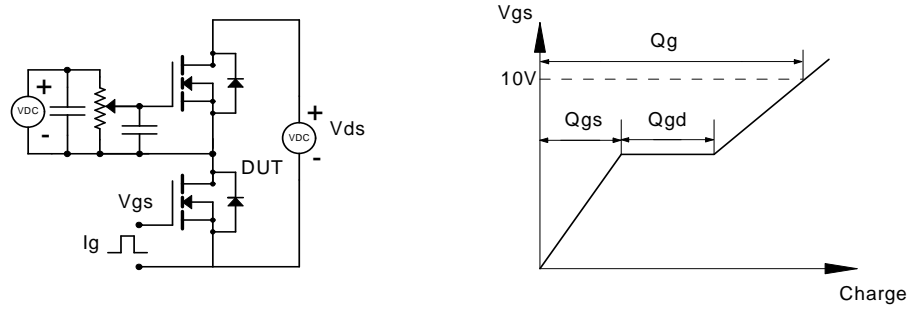 +
VDC
-
+
VDC
-
Vds
DUT
Vgs
Ig
Vgs
Qg
10V
Qgs
Qgd
Charge